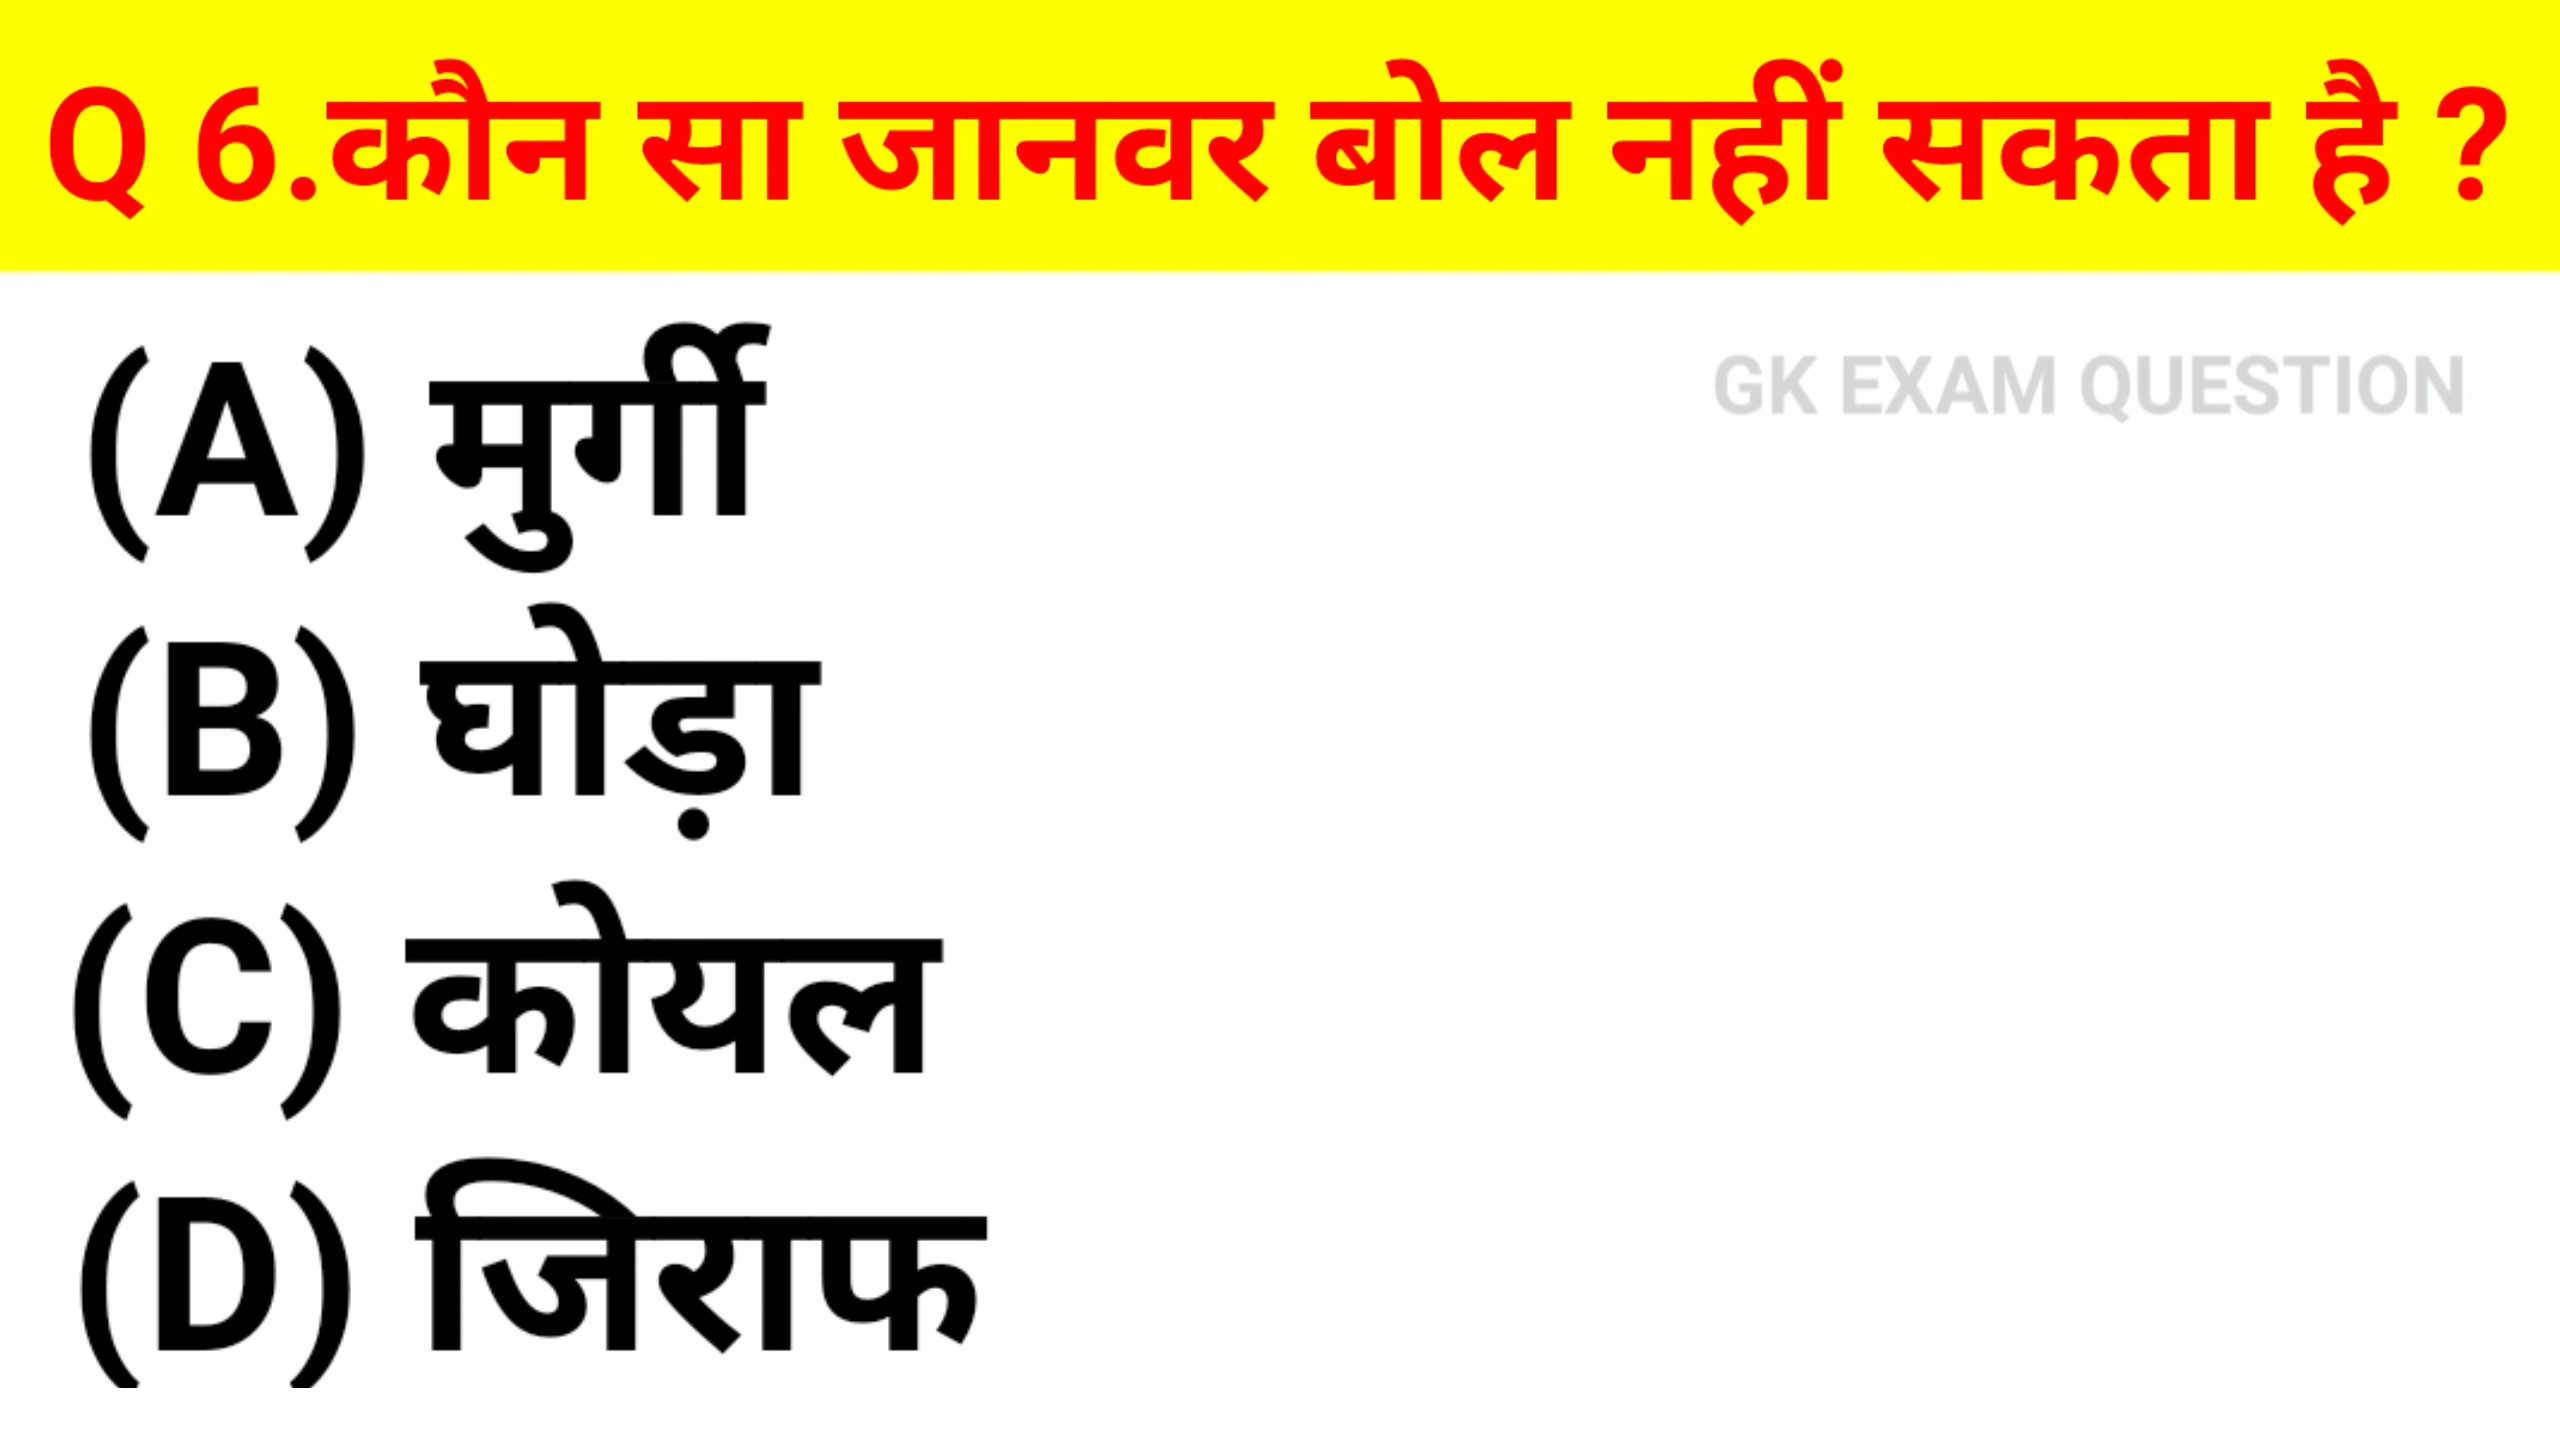 Q 6.कौन सा जानवर बोल नहीं सकता है ?
(A) मुर्गी
GK EXAM QUESTION
(B) घोड़ा
(C) कोयल
(D) जिराफ